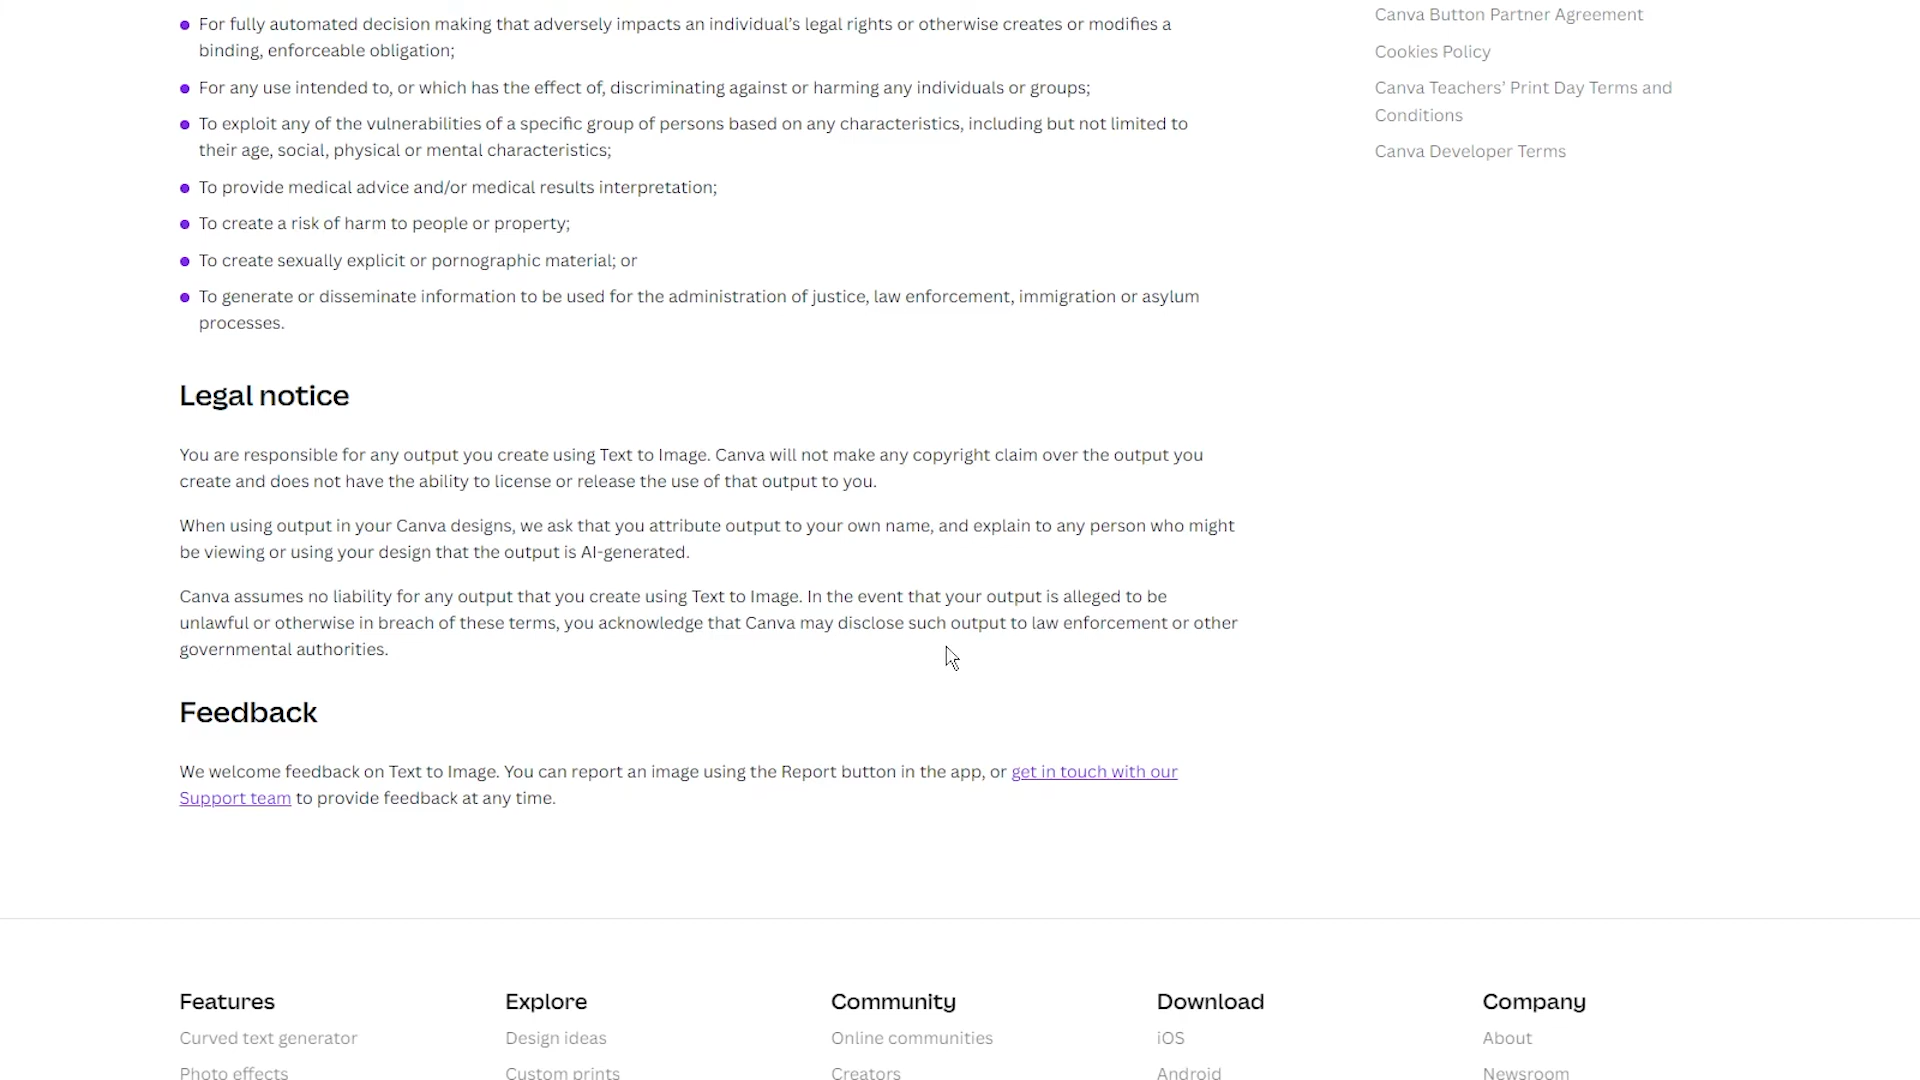 For fully automated decision making that adversely impacts an individual’s legal rights or otherwise creates or modifies a
binding, enforceable obligation;
For any use intended to, or which has the effect of, discriminating against or harming any individuals or groups;
To exploit any of the vulnerabilities of a specific group of persons based on any characteristics, including but not limited to
their age, social, physical or mental characteristics;
To provide medical advice and/or medical results interpretation;
To create a risk of harm to people or property;
To create sexually explicit or pornographic material; or
To generate or disseminate information to be used for the administration of justice, law enforcement, immigration or asylum
processes.
Legal notice
You are responsible for any output you create using Text to Image. Canva will not make any copyright claim over the output you
create and does not have the ability to license or release the use of that output to you.
When using output in your Canva designs, we ask that you attribute output to your own name, and explain to any person who might
be viewing or using your design that the output is AI-generated.
Canva assumes no liability for any output that you create using Text to Image. In the event that your output is alleged to be
unlawful or otherwise in breach of these terms, you acknowledge that Canva may disclose such output to law enforcement or other
governmental authorities.
Feedback
We welcome feedback on Text to Image. You can report an image using the Report button in the app, or get in touch with our
Support team to provide feedback at any time.
Canva Button Partner Agreement
Cookies Policy
Canva Teachers’ Print Day Terms and
Conditions
Canva Developer Terms
Features
Curved text generator
Photo effects
Explore
Design ideas
Custom prints
Community
Online communities
Creators
Download
iOS
Android
Company
About
Newsroom